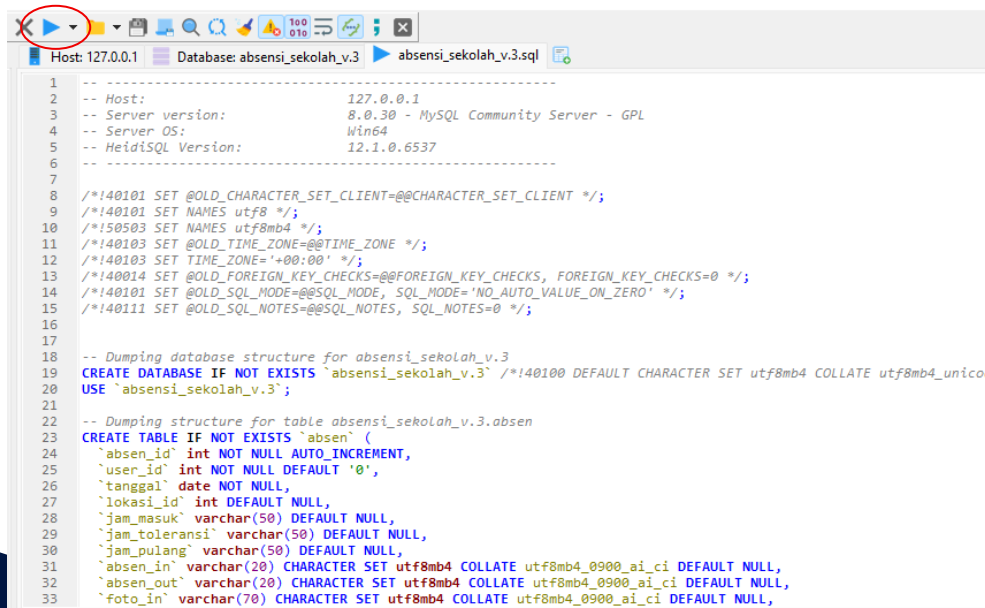 Host: 127.0.0.1 Database: absensi_sekolah_v.3 absensi_sekolah_v.3.sql
1 -- --------------------------------------------------------
2 -- Host: 127.0.0.1
3 -- Server version: 8.0.30 - MySQL Community Server - GPL
4 -- Server OS: Win64
5 -- HeidiSQL Version: 12.1.0.6537
6 -- --------------------------------------------------------
7
8 /*!40101 SET @OLD_CHARACTER_SET_CLIENT=@@CHARACTER_SET_CLIENT */;
9 /*!40101 SET NAMES utf8 */;
10 /*!50503 SET NAMES utf8mb4 */;
11 /*!40103 SET @OLD_TIME_ZONE=@@TIME_ZONE */;
12 /*!40103 SET TIME_ZONE='+00:00' */;
13 /*!40014 SET @OLD_FOREIGN_KEY_CHECKS=@@FOREIGN_KEY_CHECKS, FOREIGN_KEY_CHECKS=0 */;
14 /*!40101 SET @OLD_SQL_MODE=@@SQL_MODE, SQL_MODE='NO_AUTO_VALUE_ON_ZERO' */;
15 /*!40111 SET @OLD_SQL_NOTES=@@SQL_NOTES, SQL_NOTES=0 */;
16
17
18 -- Dumping database structure for absensi_sekolah_v.3
19 CREATE DATABASE IF NOT EXISTS `absensi_sekolah_v.3` /*!40100 DEFAULT CHARACTER SET utf8mb4 COLLATE utf8mb4_unico
20 USE `absensi_sekolah_v.3`;
21
22 -- Dumping structure for table absensi_sekolah_v.3.absen
23 CREATE TABLE IF NOT EXISTS `absen` (
24 `absen_id` int NOT NULL AUTO_INCREMENT,
25 `user_id` int NOT NULL DEFAULT '0',
26 `tanggal` date NOT NULL,
27 `lokasi_id` int DEFAULT NULL,
28 `jam_masuk` varchar(50) DEFAULT NULL,
29 `jam_toleransi` varchar(50) DEFAULT NULL,
30 `jam_pulang` varchar(50) DEFAULT NULL,
31 `absen_in` varchar(20) CHARACTER SET utf8mb4 COLLATE utf8mb4_0900_ai_ci DEFAULT NULL,
32 `absen_out` varchar(20) CHARACTER SET utf8mb4 COLLATE utf8mb4_0900_ai_ci DEFAULT NULL,
33 `foto_in` varchar(70) CHARACTER SET utf8mb4 COLLATE utf8mb4_0900_ai_ci DEFAULT NULL,